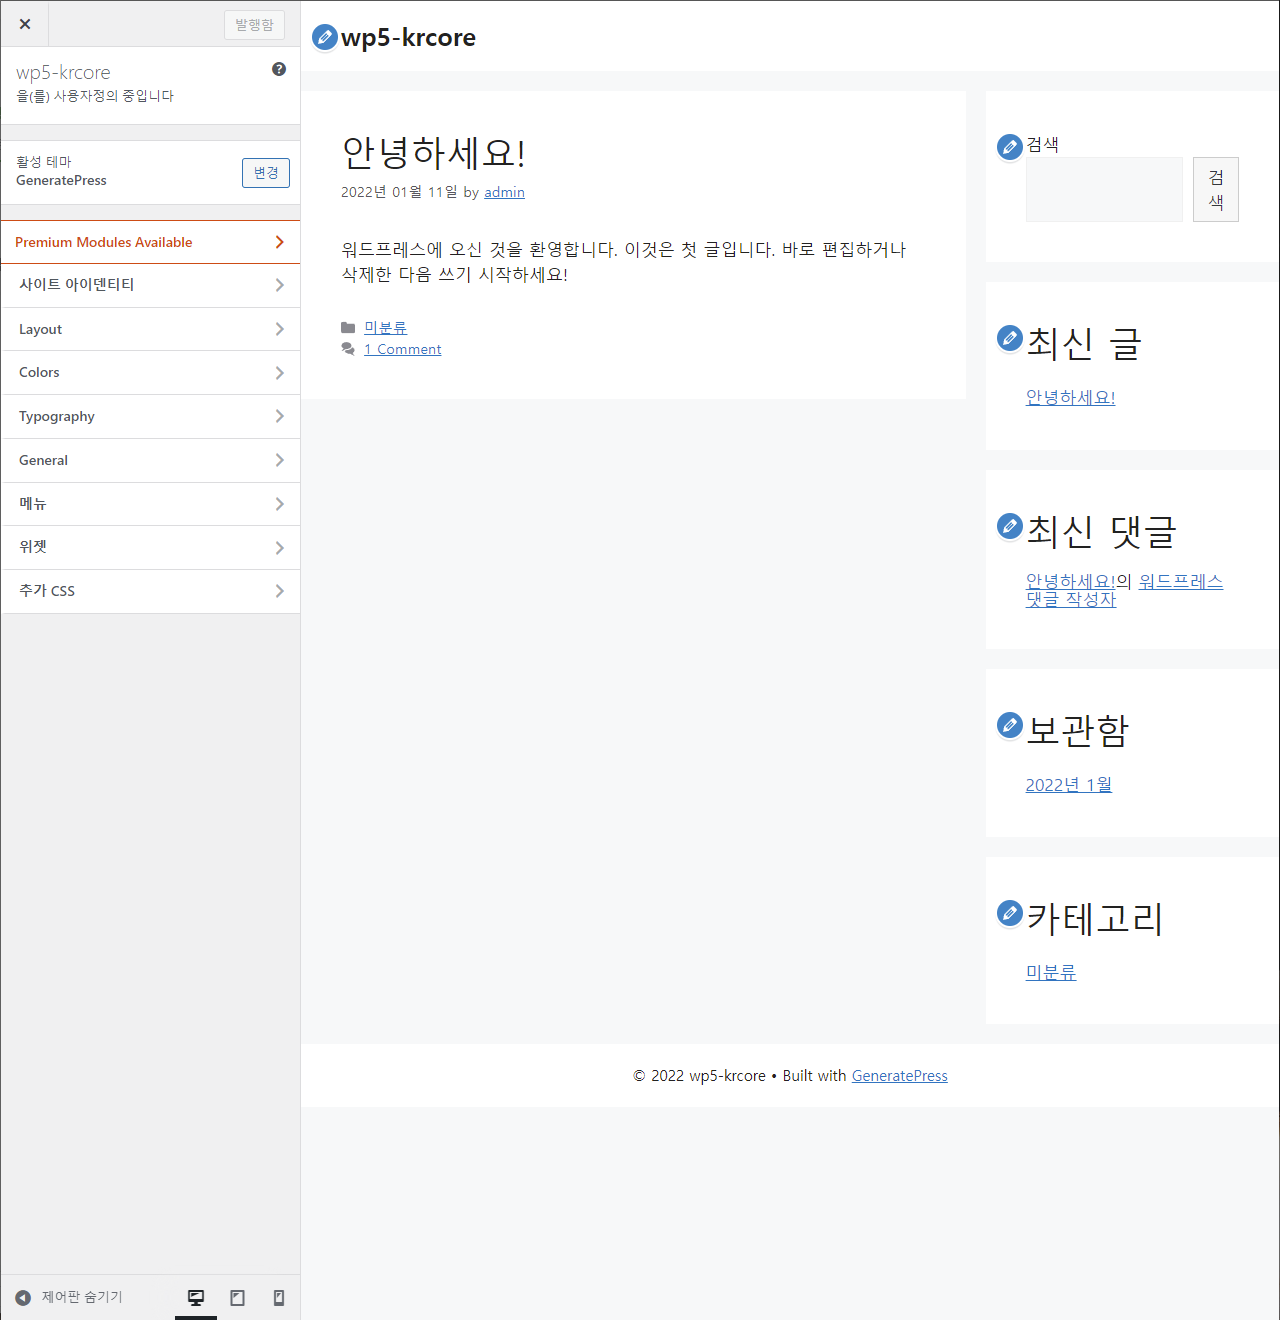 발행함
wp5-krcore
을(를) 사용자정의 중입니다
활성 테마
GeneratePress
변경
Premium Modules Available
사이트 아이덴티티
Layout
Colors
Typography
General
메뉴
위젯
추가 CSS
제어판 숨기기
wp5-krcore
안녕하세요!
2022년 01월 11일 by admin
워드프레스에 오신 것을 환영합니다. 이것은 첫 글입니다. 바로 편집하거나
삭제한 다음 쓰기 시작하세요!
미분류
1 Comment
검색
검
색
최신 글
안녕하세요!
최신 댓글
안녕하세요!의 워드프레스
댓글 작성자
보관함
2022년 1월
카테고리
미분류
© 2022 wp5-krcore • Built with GeneratePress